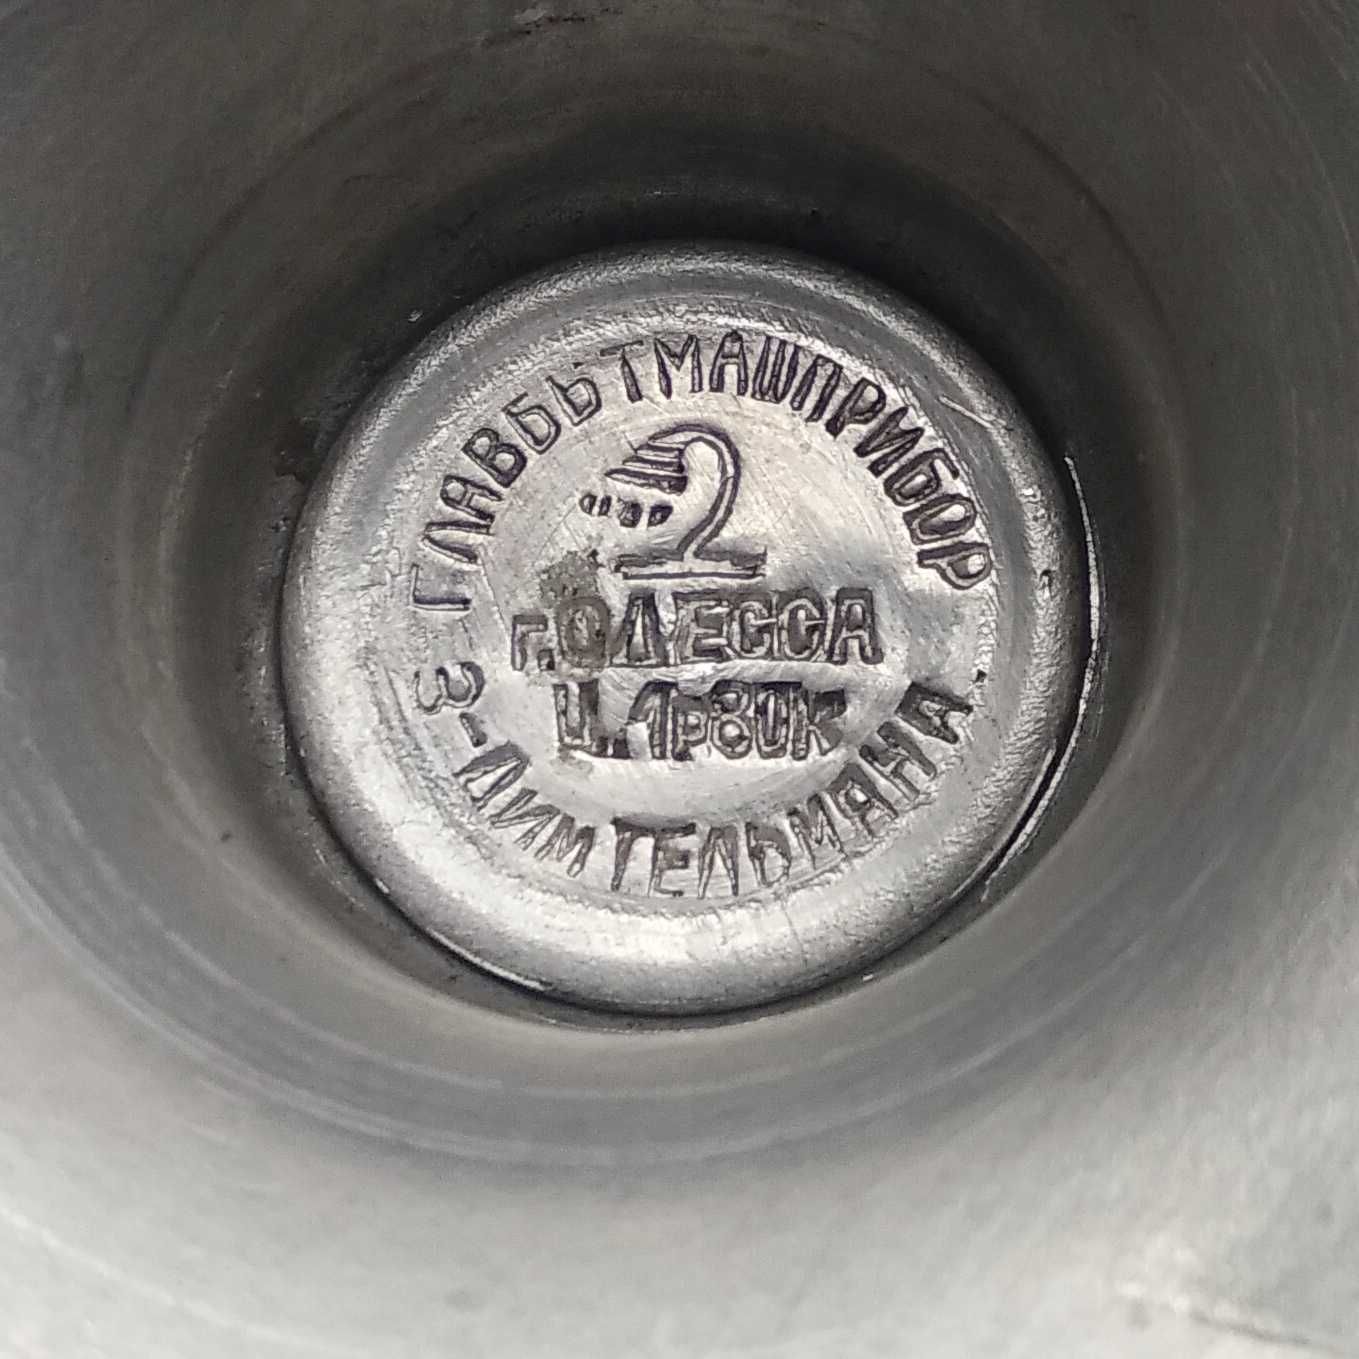 ГЛАВБЫТМАШПРИБОР
2
г.ОДЕССА
Ц.1р80К
З-Д ИМ ТЕЛЬМАНА